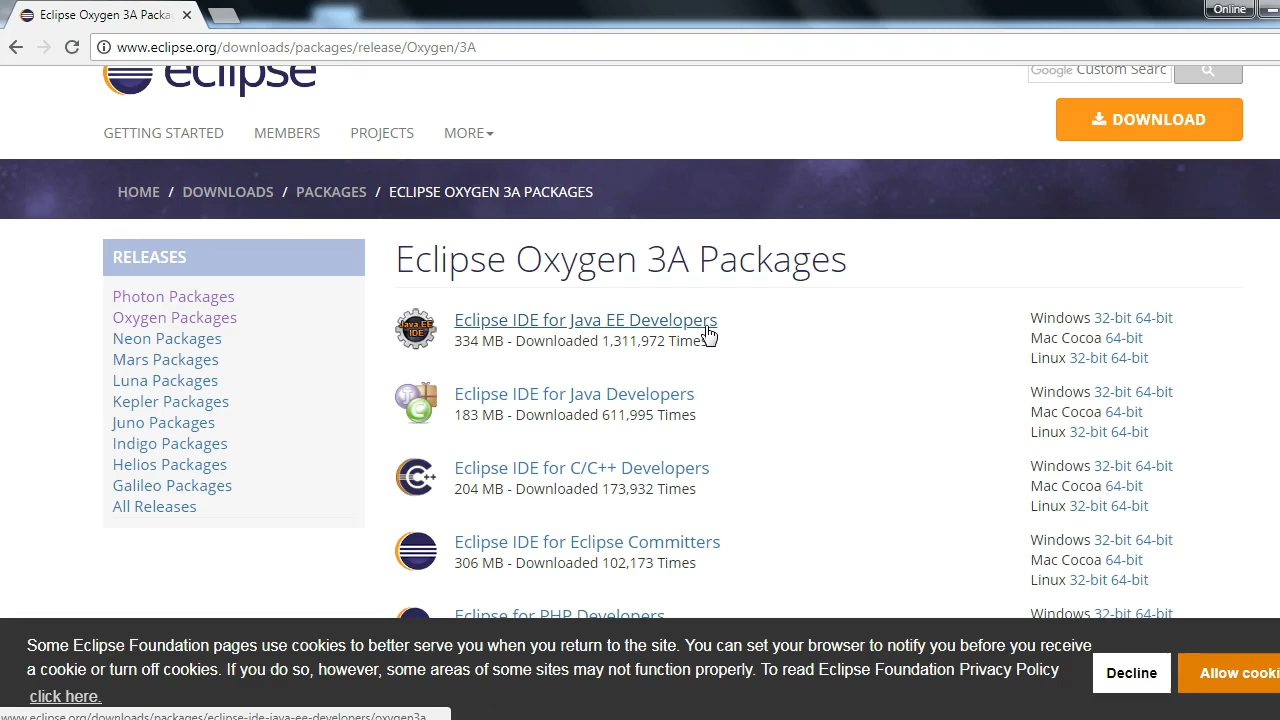 Eclipse Oxygen 3A Packa
Online
www.eclipse.org/downloads/packages/release/Oxygen/3A
eclipse
Google Custom Searc
GETTING STARTED MEMBERS PROJECTS MORE
DOWNLOAD
HOME / DOWNLOADS / PACKAGES / ECLIPSE OXYGEN 3A PACKAGES
RELEASES
Photon Packages
Oxygen Packages
Neon Packages
Mars Packages
Luna Packages
Kepler Packages
Juno Packages
Indigo Packages
Helios Packages
Galileo Packages
All Releases
Eclipse Oxygen 3A Packages
Java EE
IDE
Eclipse IDE for Java EE Developers
334 MB - Downloaded 1,311,972 Times
Windows 32-bit 64-bit
Mac Cocoa 64-bit
Linux 32-bit 64-bit
Eclipse IDE for Java Developers
183 MB - Downloaded 611,995 Times
Windows 32-bit 64-bit
Mac Cocoa 64-bit
Linux 32-bit 64-bit
C++
Eclipse IDE for C/C++ Developers
204 MB - Downloaded 173,932 Times
Windows 32-bit 64-bit
Mac Cocoa 64-bit
Linux 32-bit 64-bit
Eclipse IDE for Eclipse Committers
306 MB - Downloaded 102,173 Times
Windows 32-bit 64-bit
Mac Cocoa 64-bit
Linux 32-bit 64-bit
Eclipse for PHP Developers
Windows 32-bit 64-bit
Some Eclipse Foundation pages use cookies to better serve you when you return to the site. You can set your browser to notify you before you receive
a cookie or turn off cookies. If you do so, however, some areas of some sites may not function properly. To read Eclipse Foundation Privacy Policy
click here.
Decline
Allow cooki
www.eclipse.org/downloads/packages/eclipse-ide-java-ee-developers/oxygen3a